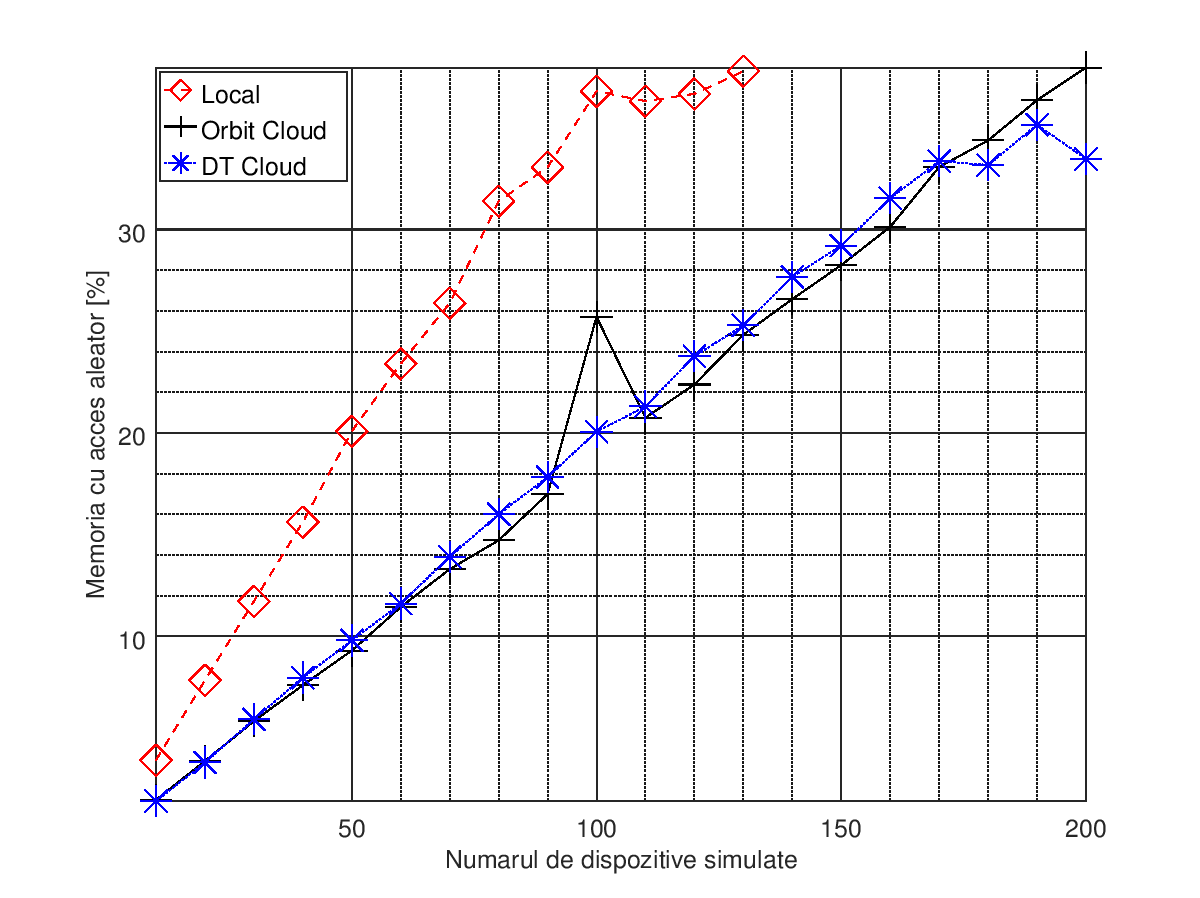 Local
Orbit Cloud
DT Cloud
30
20
10
Memoria cu acces aleator [%]
50
100
150
200
Numarul de dispozitive simulate